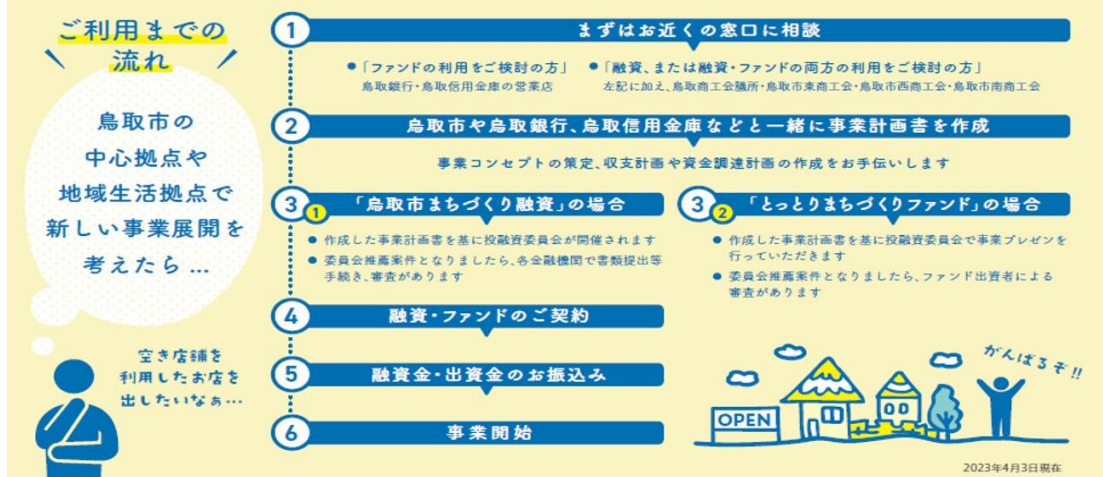 ご利用までの
流れ
鳥取市の
中心拠点や
地域生活拠点で
新しい事業展開を
考えたら…
空き店舗を
利用したお店を
出したいなぁ…
1 まずはお近くの窓口に相談
●「ファンドの利用をご検討の方」
鳥取銀行・鳥取信用金庫の営業店
●「融資、または融資・ファンドの両方の利用をご検討の方」
左記に加え、鳥取商工会議所・鳥取市東商工会・鳥取市西商工会・鳥取市南商工会
2 鳥取市や鳥取銀行、鳥取信用金庫などと一緒に事業計画書を作成
事業コンセプトの策定、収支計画や資金調達計画の作成をお手伝いします
3 1 「鳥取市まちづくり融資」の場合
● 作成した事業計画書を基に投融資委員会が開催されます
● 委員会推薦案件となりましたら、各金融機関で書類提出等
手続き、審査があります
3 2 「とっとりまちづくりファンド」の場合
● 作成した事業計画書を基に投融資委員会で事業プレゼンを
行っていただきます
● 委員会推薦案件となりましたら、ファンド出資者による
審査があります
4 融資・ファンドのご契約
5 融資金・出資金のお振込み
6 事業開始
がんばるぞ!!
OPEN
2023年4月3日現在